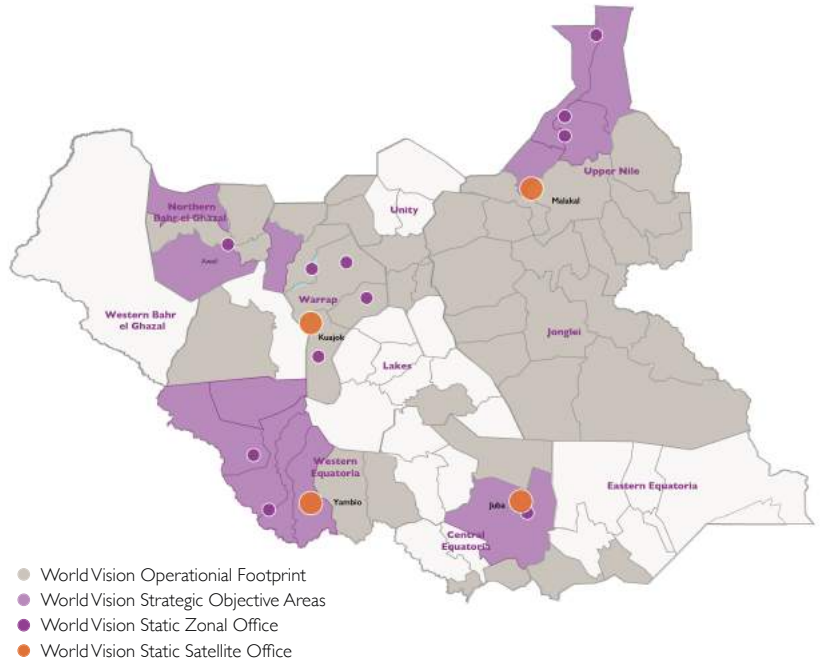 Upper Nile
Malakal
Northern
Bahr el Ghazal
Unity
Aweil
Warrap
Western Bahr
el Ghazal
Kuajok
Jonglei
Lakes
Western
Equatoria
Eastern Equatoria
Yambio
Juba
Central
Equatoria
World Vision Operationial Footprint
World Vision Strategic Objective Areas
World Vision Static Zonal Office
World Vision Static Satellite Office